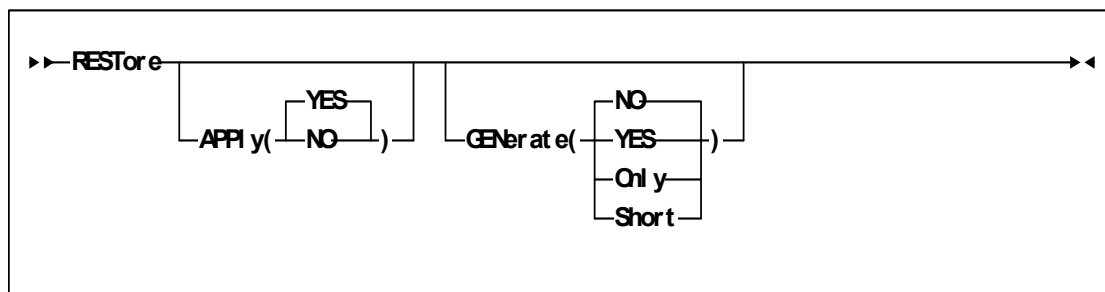 RESTore
YES NO
APPly( NO ) GENerate( YES )
Only
Short